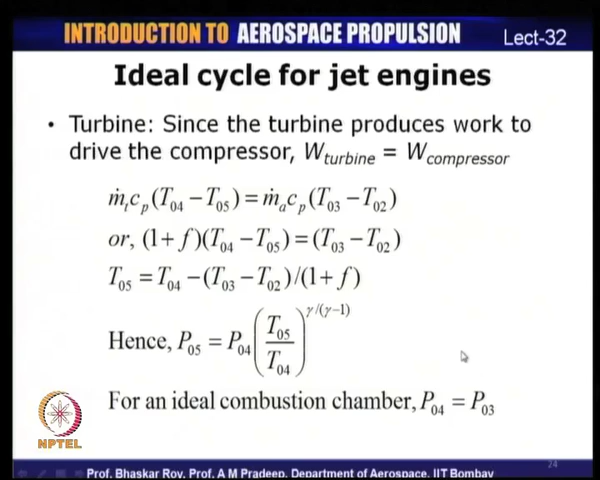 INTRODUCTION TO AEROSPACE PROPULSION Lect-32
Ideal cycle for jet engines
• Turbine: Since the turbine produces work to
drive the compressor, W_turbine = W_compressor
ṁ_t c_p (T_04 − T_05) = ṁ_a c_p (T_03 − T_02)
or, (1 + f)(T_04 − T_05) = (T_03 − T_02)
T_05 = T_04 − (T_03 − T_02)/(1 + f)
Hence, P_05 = P_04 (T_05 / T_04)^γ/(γ−1)
For an ideal combustion chamber, P_04 = P_03
NPTEL
24
Prof. Bhaskar Roy, Prof. A M Pradeep, Department of Aerospace, IIT Bombay